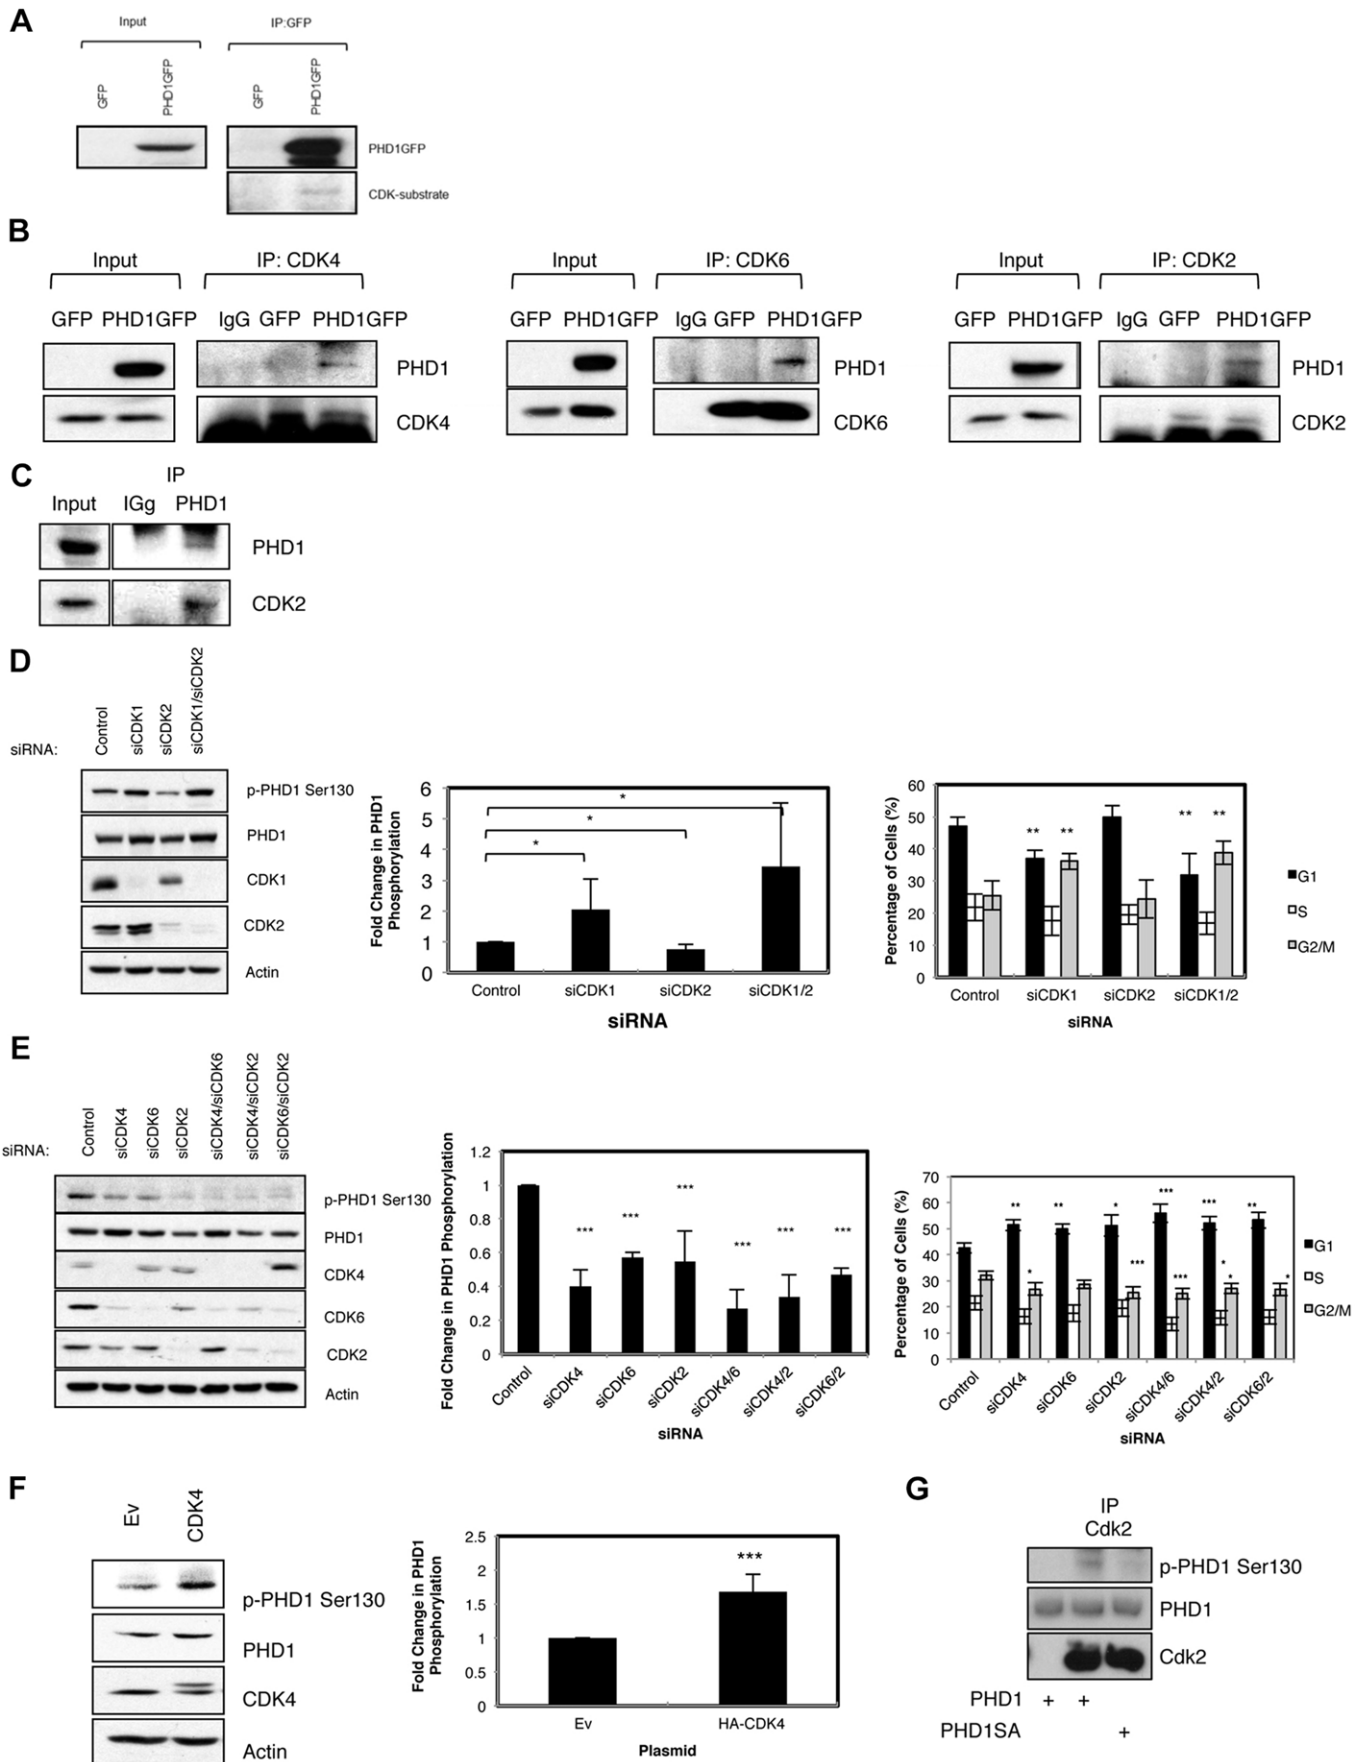 A
Input
IP:GFP
GFP
PHD1GFP
GFP
PHD1GFP
PHD1GFP
CDK-substrate
B
Input
IP: CDK4
GFP PHD1GFP
IgG GFP PHD1GFP
PHD1
CDK4
Input
IP: CDK6
GFP PHD1GFP
IgG GFP PHD1GFP
PHD1
CDK6
Input
IP: CDK2
GFP PHD1GFP
IgG GFP PHD1GFP
PHD1
CDK2
C
IP
Input IGg PHD1
PHD1
CDK2
D
siRNA:
Control
siCDK1
siCDK2
siCDK1/siCDK2
p-PHD1 Ser130
PHD1
CDK1
CDK2
Actin
Fold Change in PHD1
Phosphorylation
6
5
4
3
2
1
0
*
*
*
Control siCDK1 siCDK2 siCDK1/2
siRNA
Percentage of Cells (%)
60
50
40
30
20
10
0
** ** ** **
Control siCDK1 siCDK2 siCDK1/2
siRNA
G1
S
G2/M
E
siRNA:
Control
siCDK4
siCDK6
siCDK2
siCDK4/siCDK6
siCDK4/siCDK2
siCDK6/siCDK2
p-PHD1 Ser130
PHD1
CDK4
CDK6
CDK2
Actin
Fold Change in PHD1 Phosphorylation
1.2
1
0.8
0.6
0.4
0.2
0
*** *** *** *** *** ***
Control
siCDK4
siCDK6
siCDK2
siCDK4/6
siCDK4/2
siCDK6/2
siRNA
Percentage of Cells (%)
70
60
50
40
30
20
10
0
** ** * *** *** **
* *** *** * * *
Control
siCDK4
siCDK6
siCDK2
siCDK4/6
siCDK4/2
siCDK6/2
siRNA
G1
S
G2/M
F
Ev
CDK4
p-PHD1 Ser130
PHD1
CDK4
Actin
Fold Change in PHD1
Phosphorylation
2.5
2
1.5
1
0.5
0
***
Ev HA-CDK4
Plasmid
G
IP
Cdk2
p-PHD1 Ser130
PHD1
Cdk2
PHD1 + +
PHD1SA +